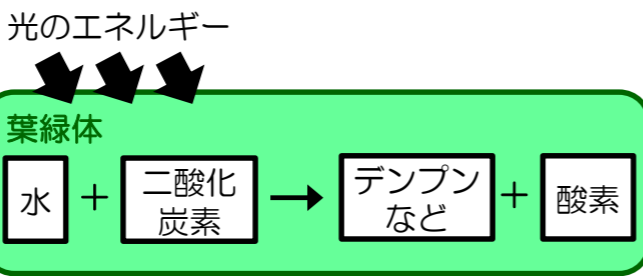 光のエネルギー
葉緑体
水 + 二酸化
炭素 → デンプン
など + 酸素